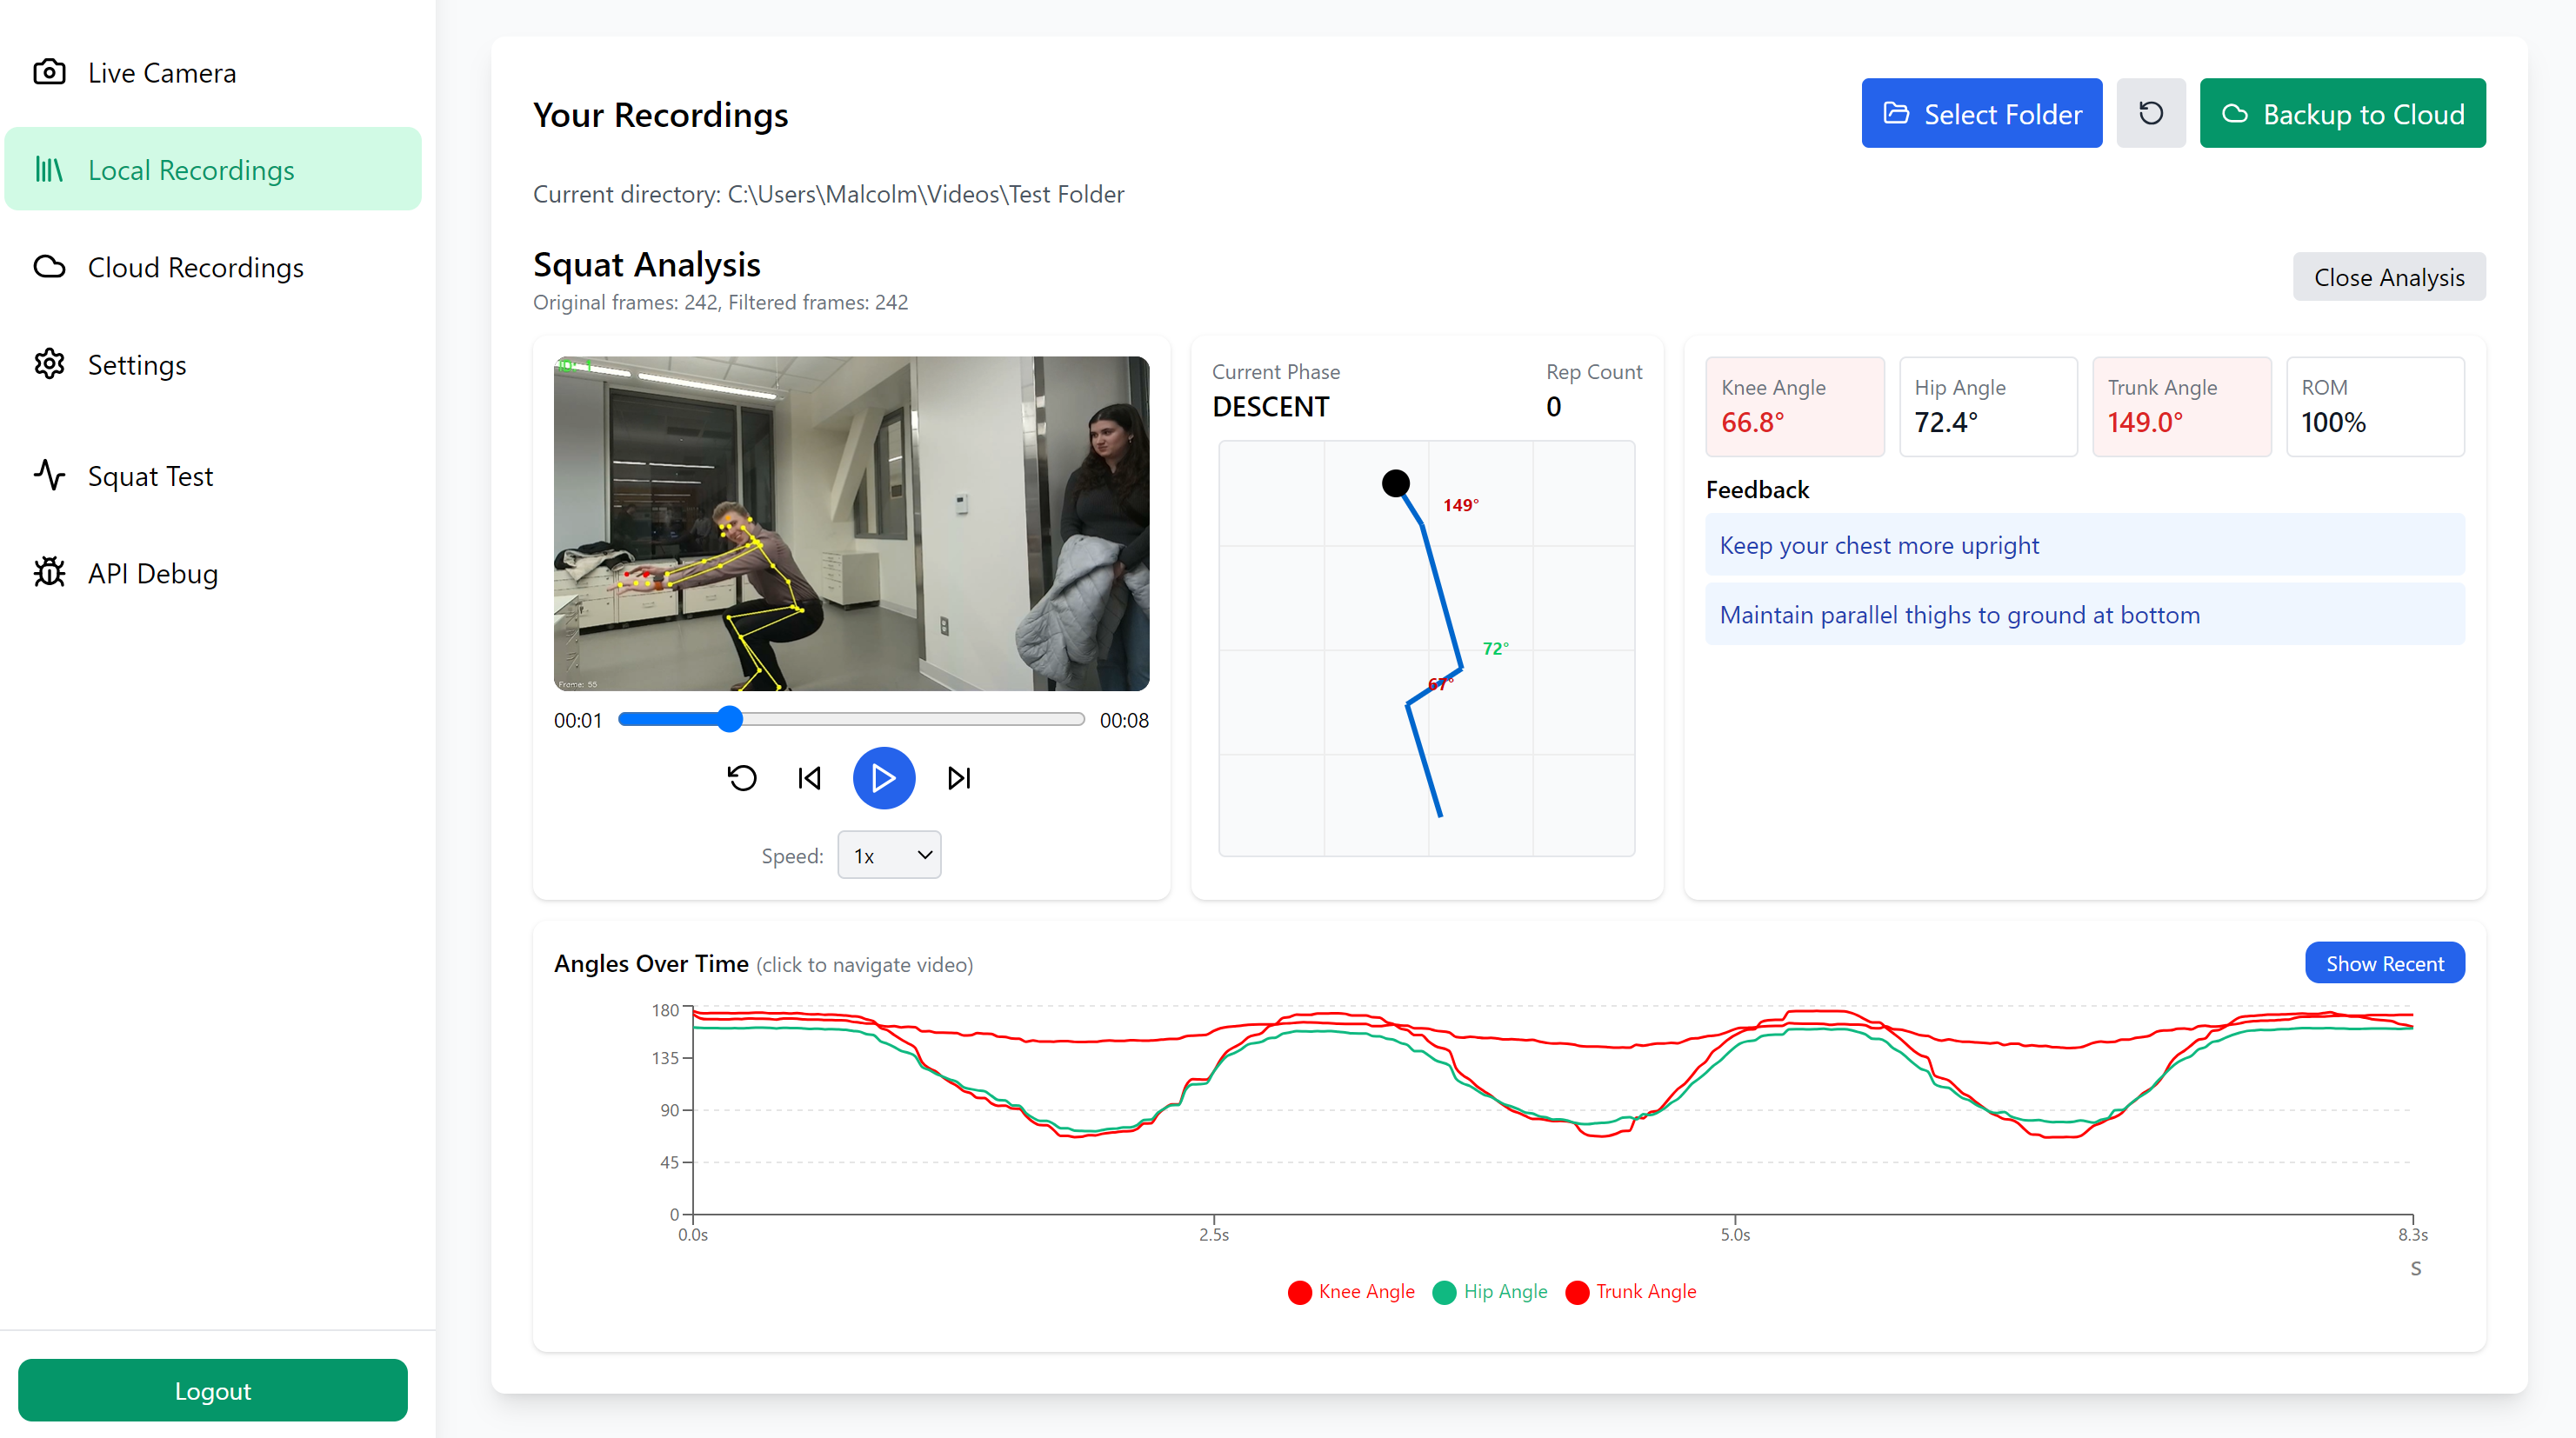 Live Camera
Local Recordings
Cloud Recordings
Settings
Squat Test
API Debug
Logout
Your Recordings
Select Folder
Backup to Cloud
Current directory: C:\Users\Malcolm\Videos\Test Folder
Squat Analysis
Close Analysis
Original frames: 242, Filtered frames: 242
Frame: 55
00:01
00:08
Speed:
1x
Current Phase
Rep Count
DESCENT
0
149°
72°
67°
Knee Angle
66.8°
Hip Angle
72.4°
Trunk Angle
149.0°
ROM
100%
Feedback
Keep your chest more upright
Maintain parallel thighs to ground at bottom
Angles Over Time (click to navigate video)
Show Recent
180
135
90
45
0
0.0s
2.5s
5.0s
8.3s
s
Knee Angle
Hip Angle
Trunk Angle